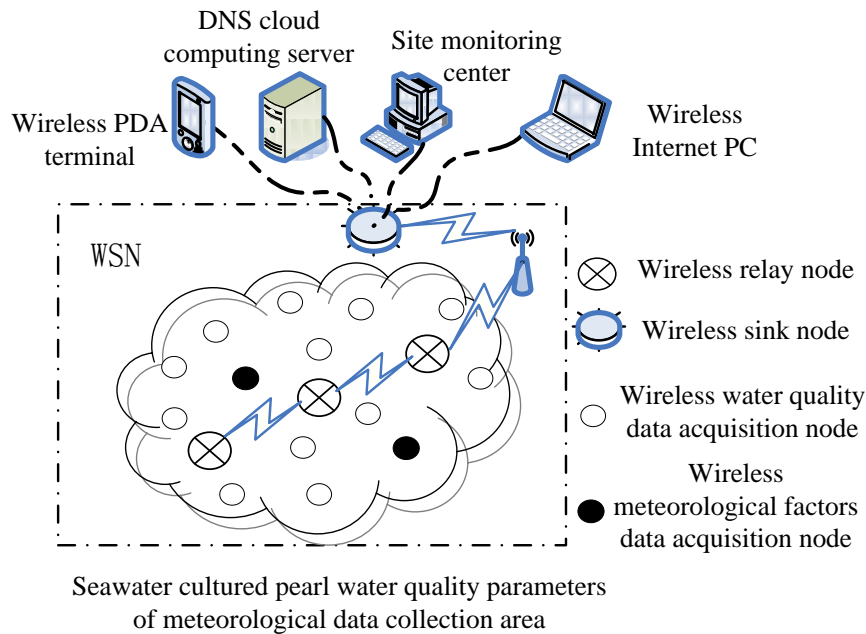 DNS cloud
computing server
Site monitoring
center
Wireless PDA
terminal
Wireless
Internet PC
WSN
Wireless relay node
Wireless sink node
Wireless water quality
data acquisition node
Wireless
meteorological factors
data acquisition node
Seawater cultured pearl water quality parameters
of meteorological data collection area